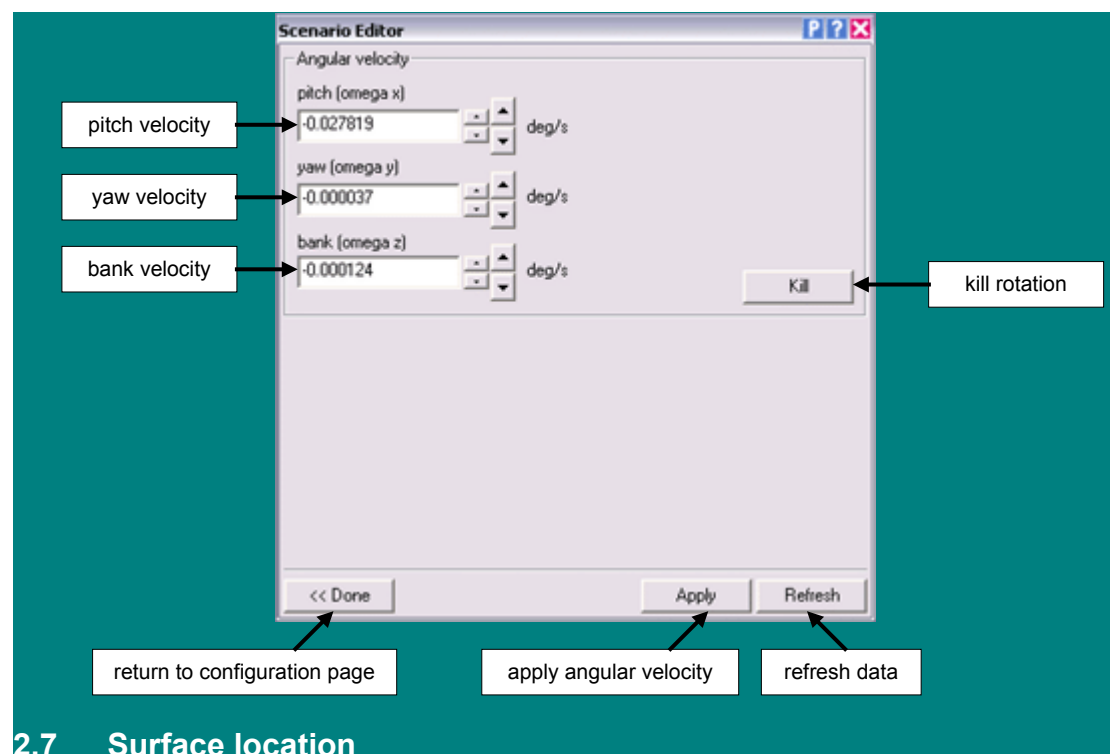 Scenario Editor P ? X
Angular velocity
pitch (omega x)
pitch velocity -0.027819 deg/s
yaw (omega y)
yaw velocity -0.000037 deg/s
bank (omega z)
bank velocity -0.000124 deg/s
Kill kill rotation
<< Done Apply Refresh
return to configuration page apply angular velocity refresh data
2.7 Surface location